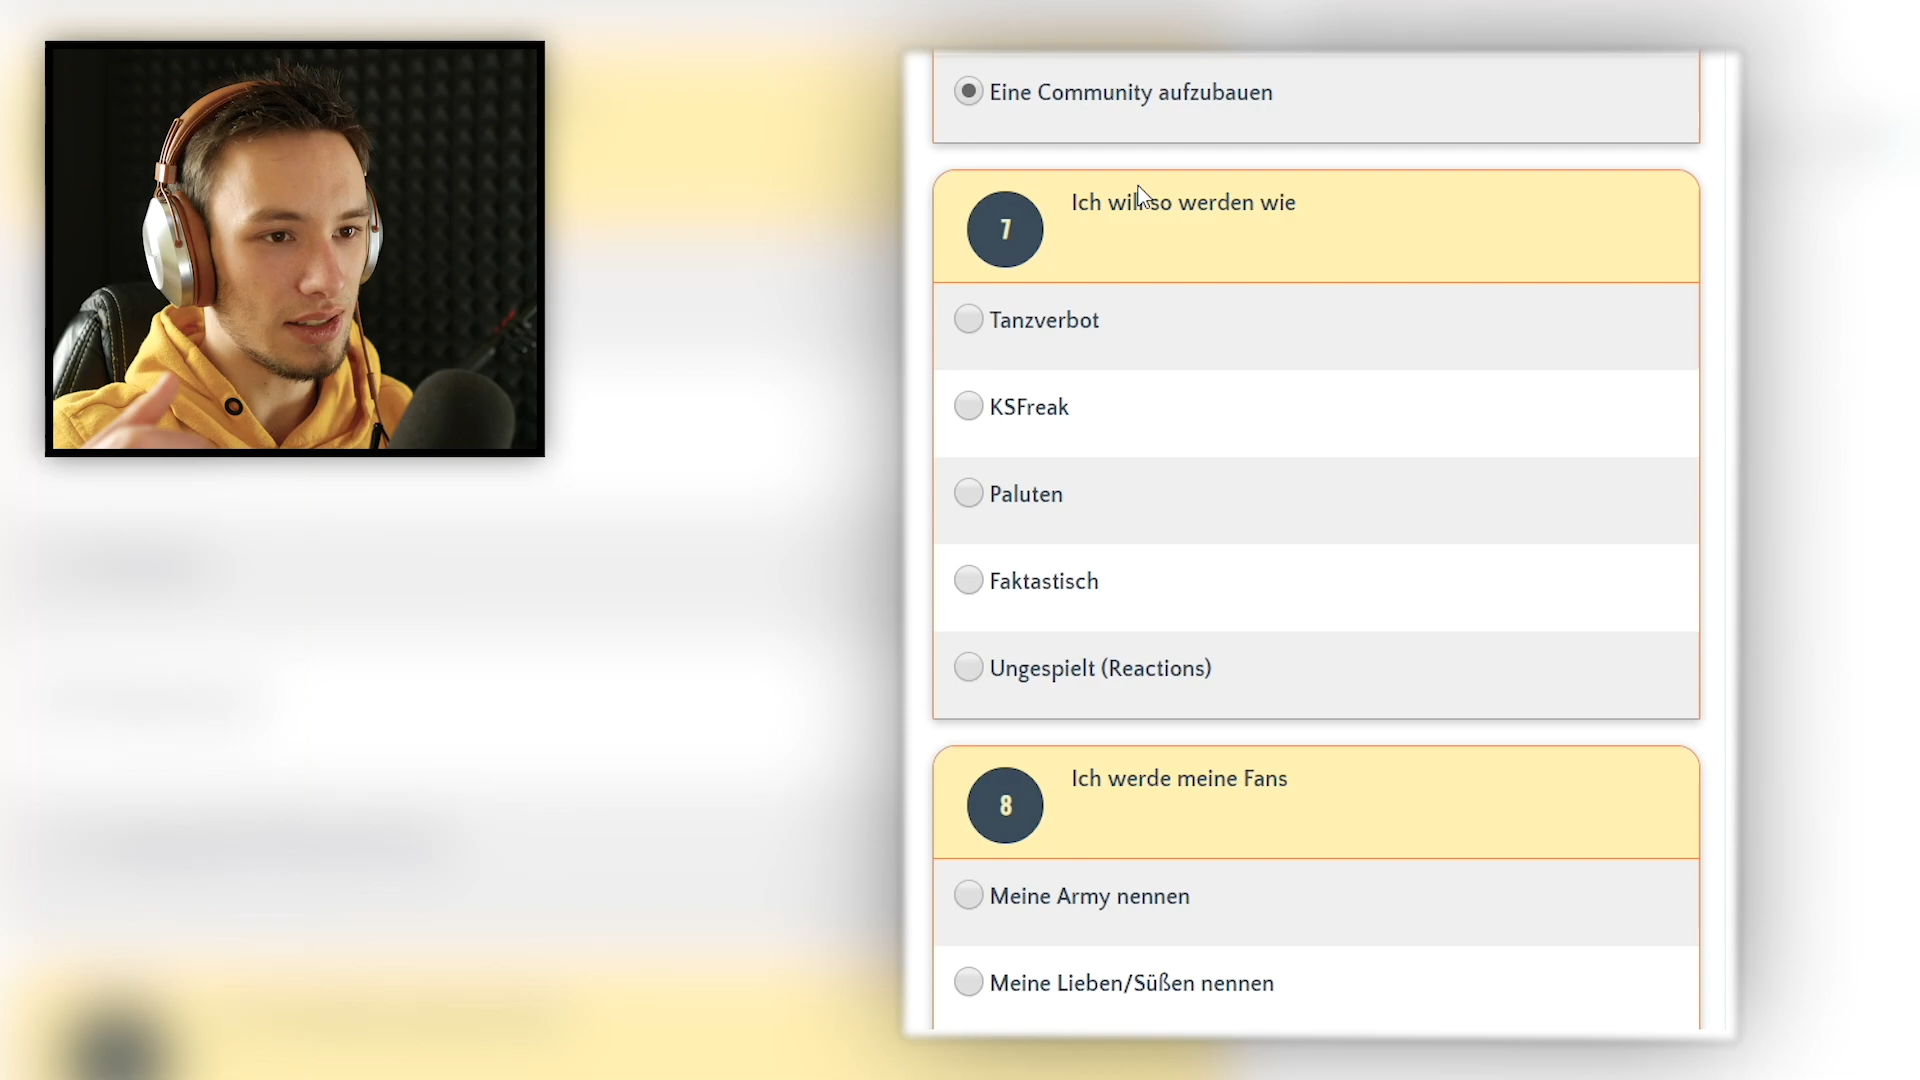 Eine Community aufzubauen
7
Ich will so werden wie
Tanzverbot
KSFreak
Paluten
Faktastisch
Ungespielt (Reactions)
8
Ich werde meine Fans
Meine Army nennen
Meine Lieben/Süßen nennen